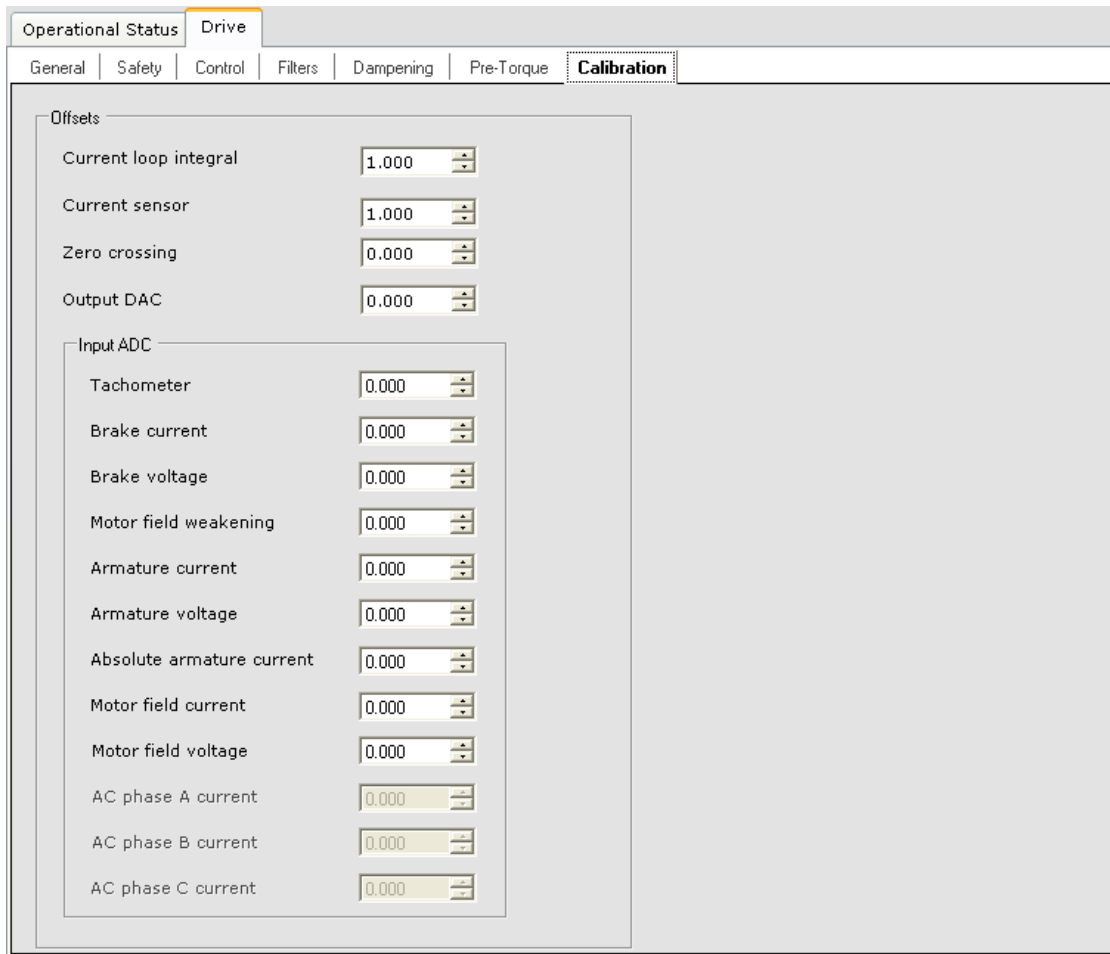 Operational Status Drive
General Safety Control Filters Dampening Pre-Torque Calibration
Offsets
Current loop integral 1.000
Current sensor 1.000
Zero crossing 0.000
Output DAC 0.000
Input ADC
Tachometer 0.000
Brake current 0.000
Brake voltage 0.000
Motor field weakening 0.000
Armature current 0.000
Armature voltage 0.000
Absolute armature current 0.000
Motor field current 0.000
Motor field voltage 0.000
AC phase A current 0.000
AC phase B current 0.000
AC phase C current 0.000